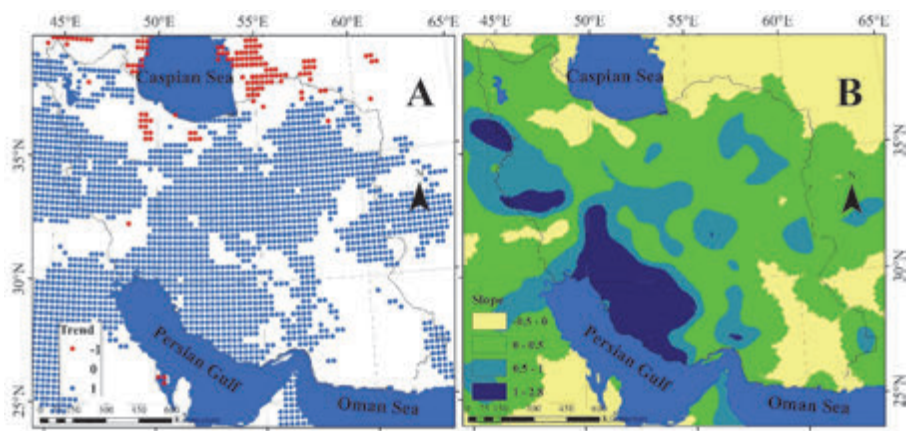 45°E 50°E 55°E 60°E 65°E
Caspian Sea
A
35°N
N
30°N
Trend
-1
0
1
Persian Gulf
25°N
Oman Sea
45°E 50°E 55°E 60°E 65°E
Caspian Sea
B
35°N
N
30°N
Slope
-0.5 - 0
0 - 0.5
0.5 - 1
1 - 2.8
Persian Gulf
25°N
Oman Sea